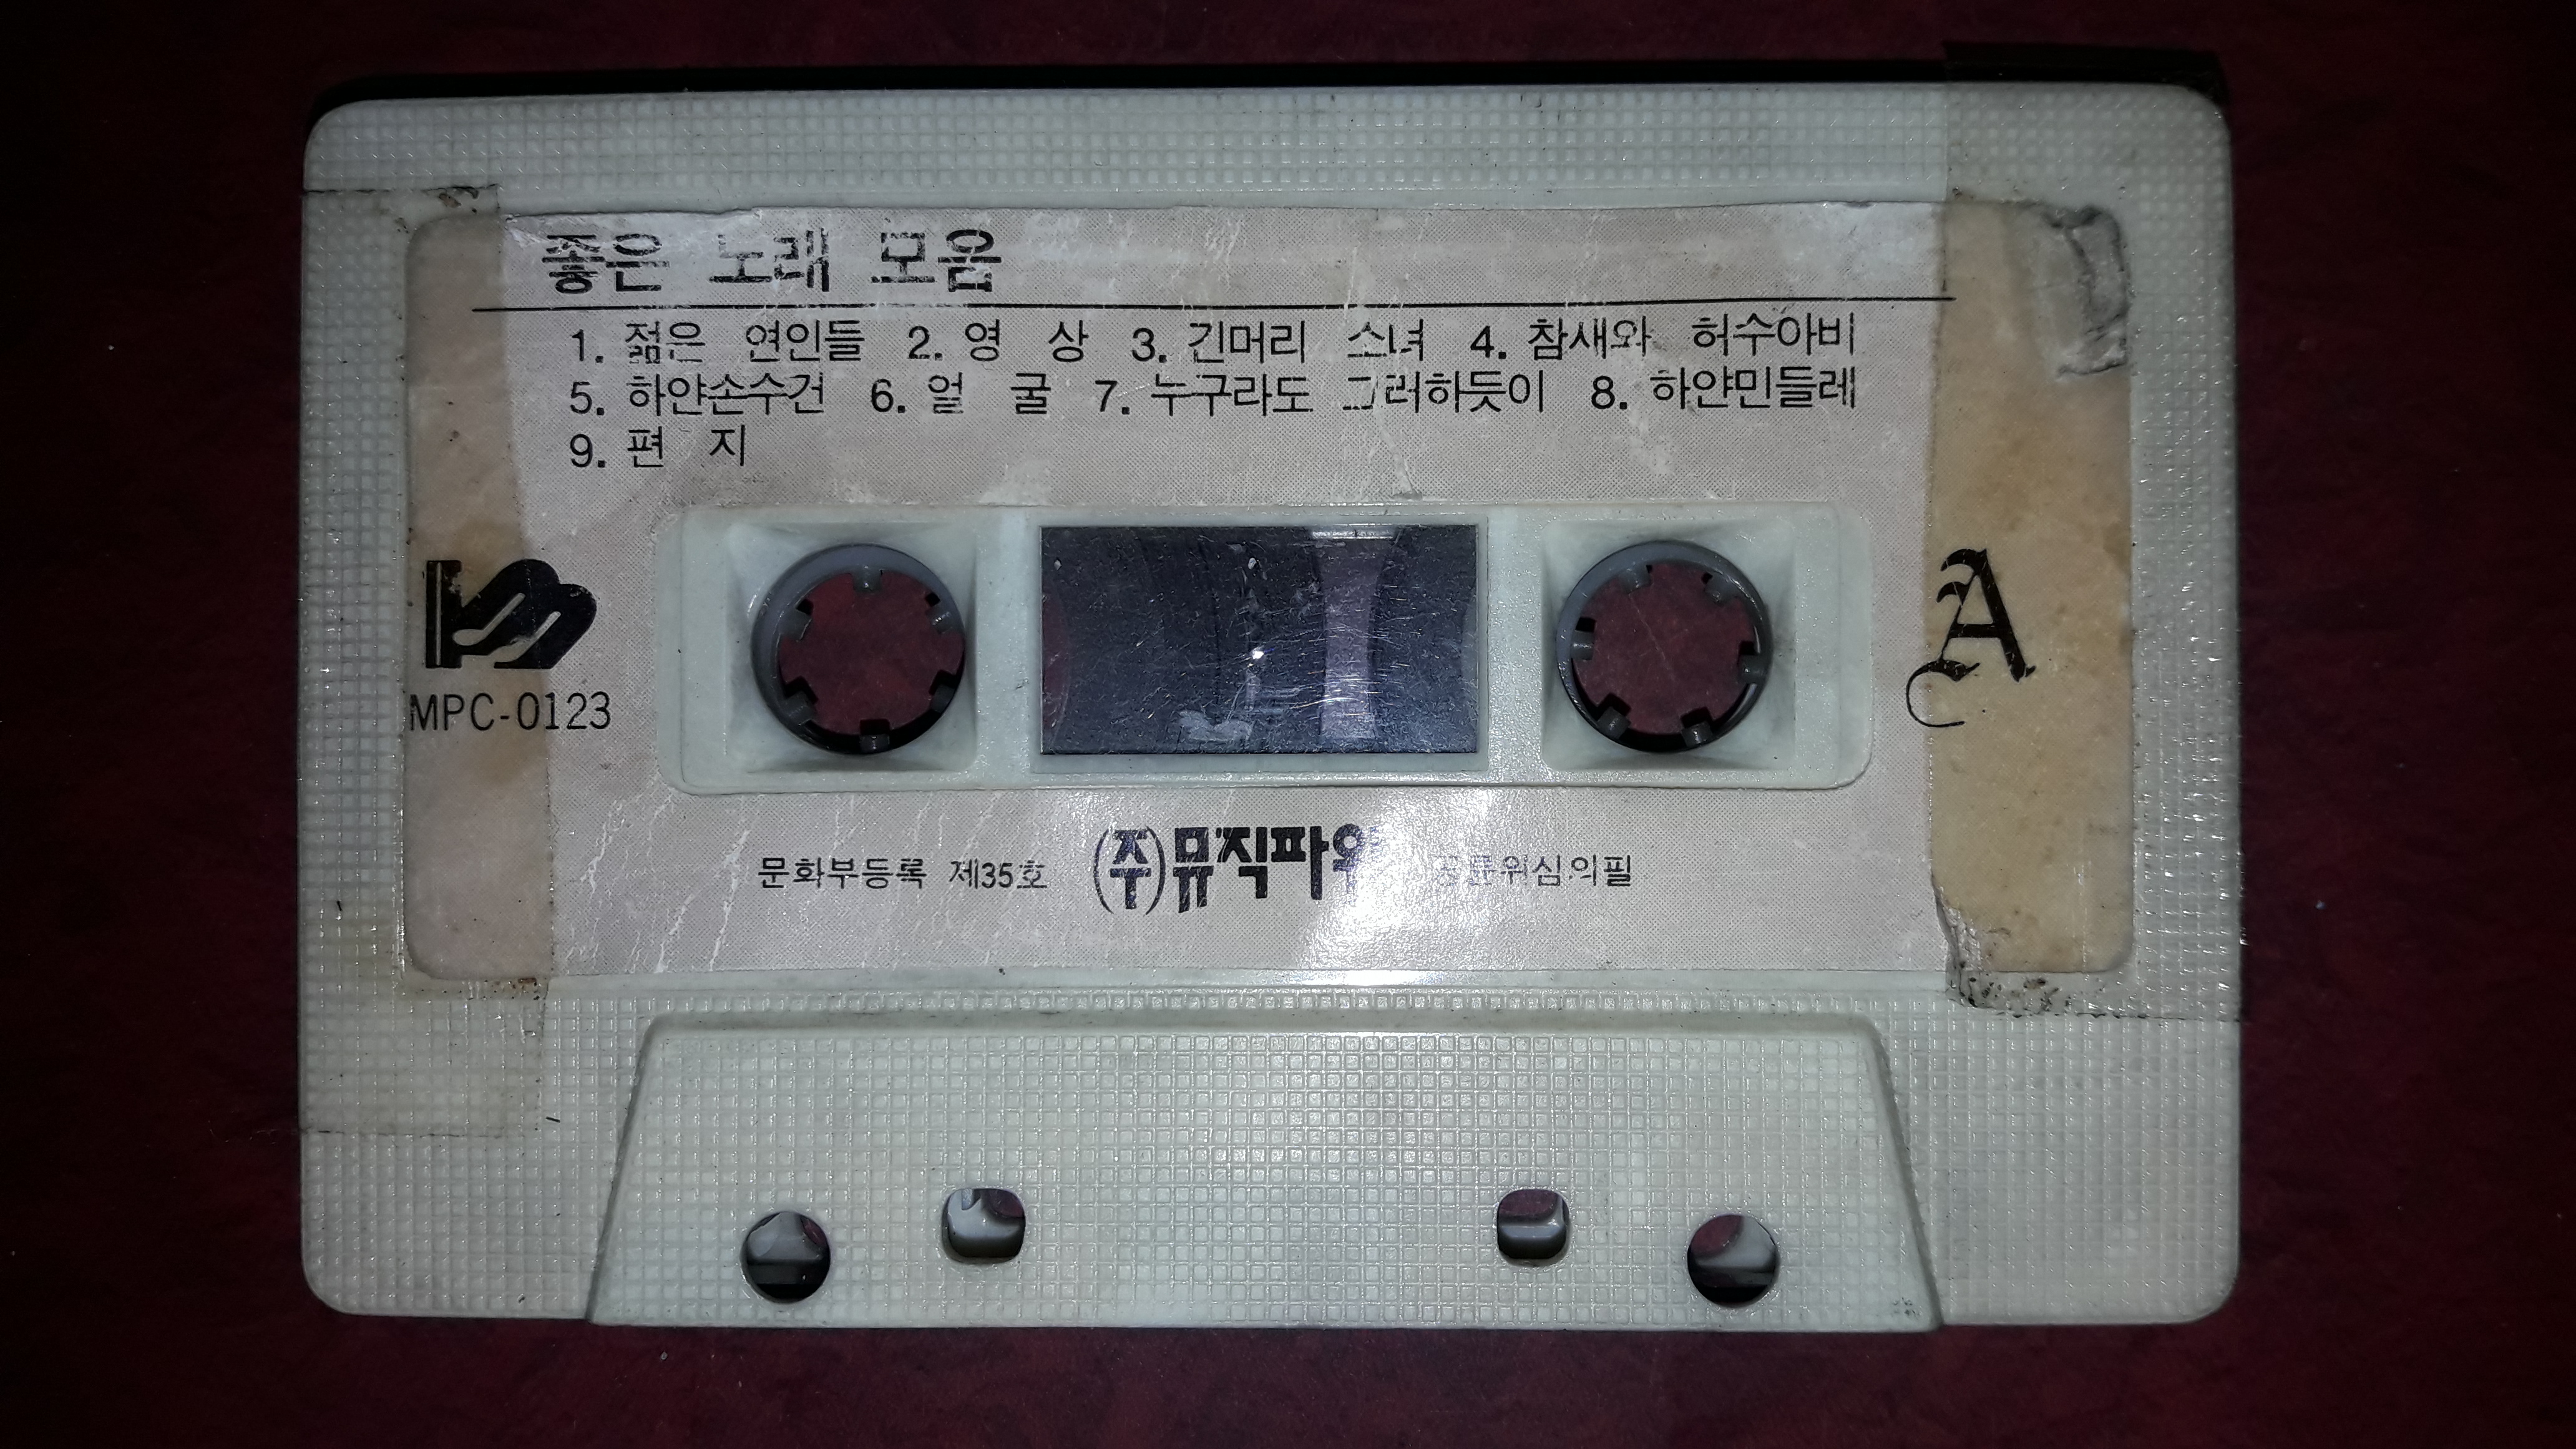 좋은 노래 모음
1. 젊은 연인들 2. 영 상 3. 긴머리 소녀 4. 참새와 허수아비
5. 하얀손수건 6. 얼 굴 7. 누구라도 그러하듯이 8. 하얀민들레
9. 편 지
MPC-0123
A
문화부등록 제35호 (주)뮤직파워 공륜위심의필